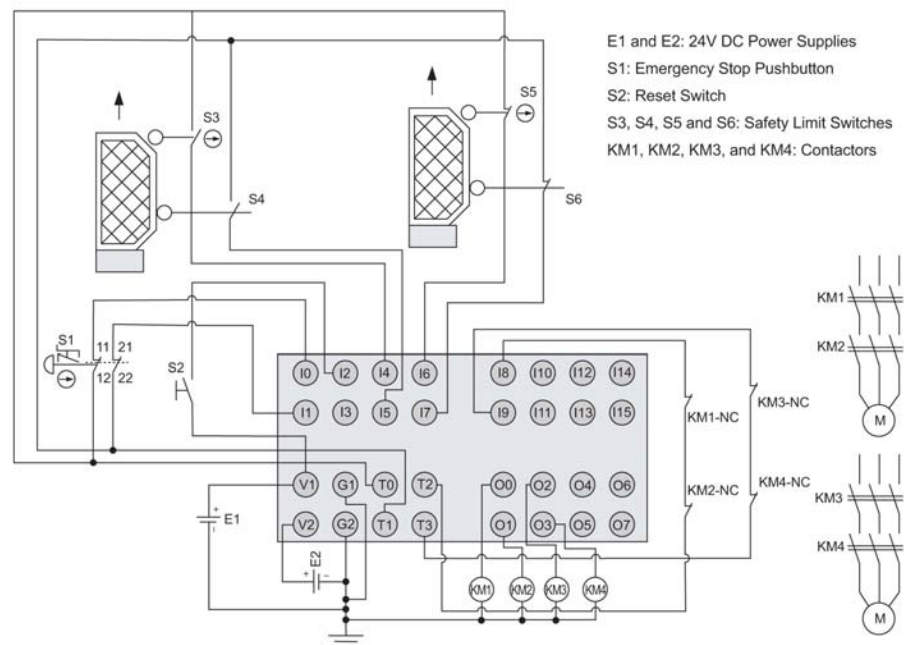 E1 and E2: 24V DC Power Supplies
S1: Emergency Stop Pushbutton
S2: Reset Switch
S3, S4, S5 and S6: Safety Limit Switches
KM1, KM2, KM3, and KM4: Contactors
S3
S5
S4
S6
S1
11 21
12 22
S2
I0 I2 I4 I6 I8 I10 I12 I14
I1 I3 I5 I7 I9 I11 I13 I15
V1 G1 T0 T2 O0 O2 O4 O6
V2 G2 T1 T3 O1 O3 O5 O7
KM1-NC
KM3-NC
KM2-NC
KM4-NC
+
-
E1
+
-
E2
KM1 KM2 KM3 KM4
KM1
KM2
M
KM3
KM4
M